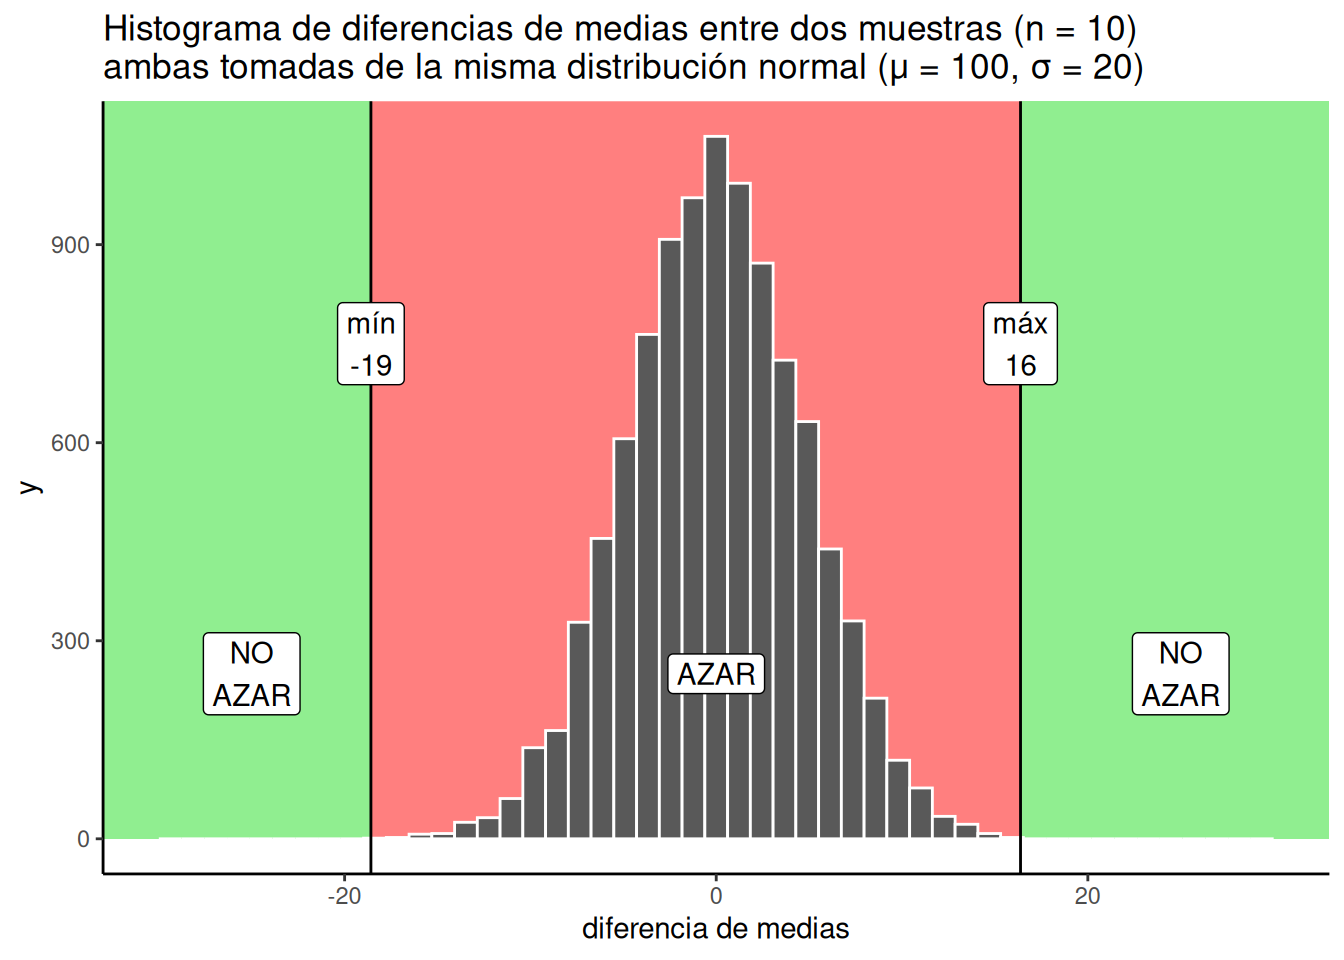 Histograma de diferencias de medias entre dos muestras (n = 10)
ambas tomadas de la misma distribución normal (μ = 100, σ = 20)
900
600
300
0
y
mín
-19
máx
16
NO
AZAR
AZAR
NO
AZAR
-20
0
20
diferencia de medias